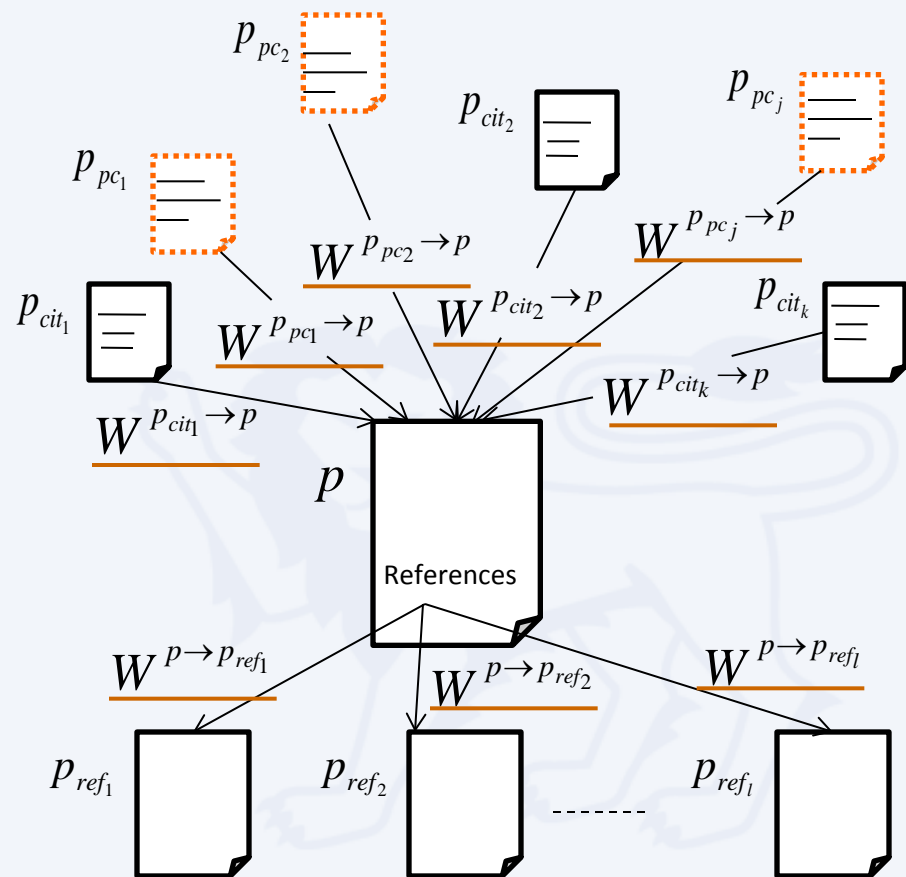 p_{pc_2}
p_{cit_2}
p_{pc_j}
p_{pc_1}
W^{p_{pc_2} → p}
W^{p_{pc_j} → p}
p_{cit_1}
W^{p_{pc_1} → p}
W^{p_{cit_2} → p}
p_{cit_k}
W^{p_{cit_k} → p}
W^{p_{cit_1} → p}
p
References
W^{p → p_{ref_1}}
W^{p → p_{ref_2}}
W^{p → p_{ref_l}}
p_{ref_1}
p_{ref_2}
p_{ref_l}